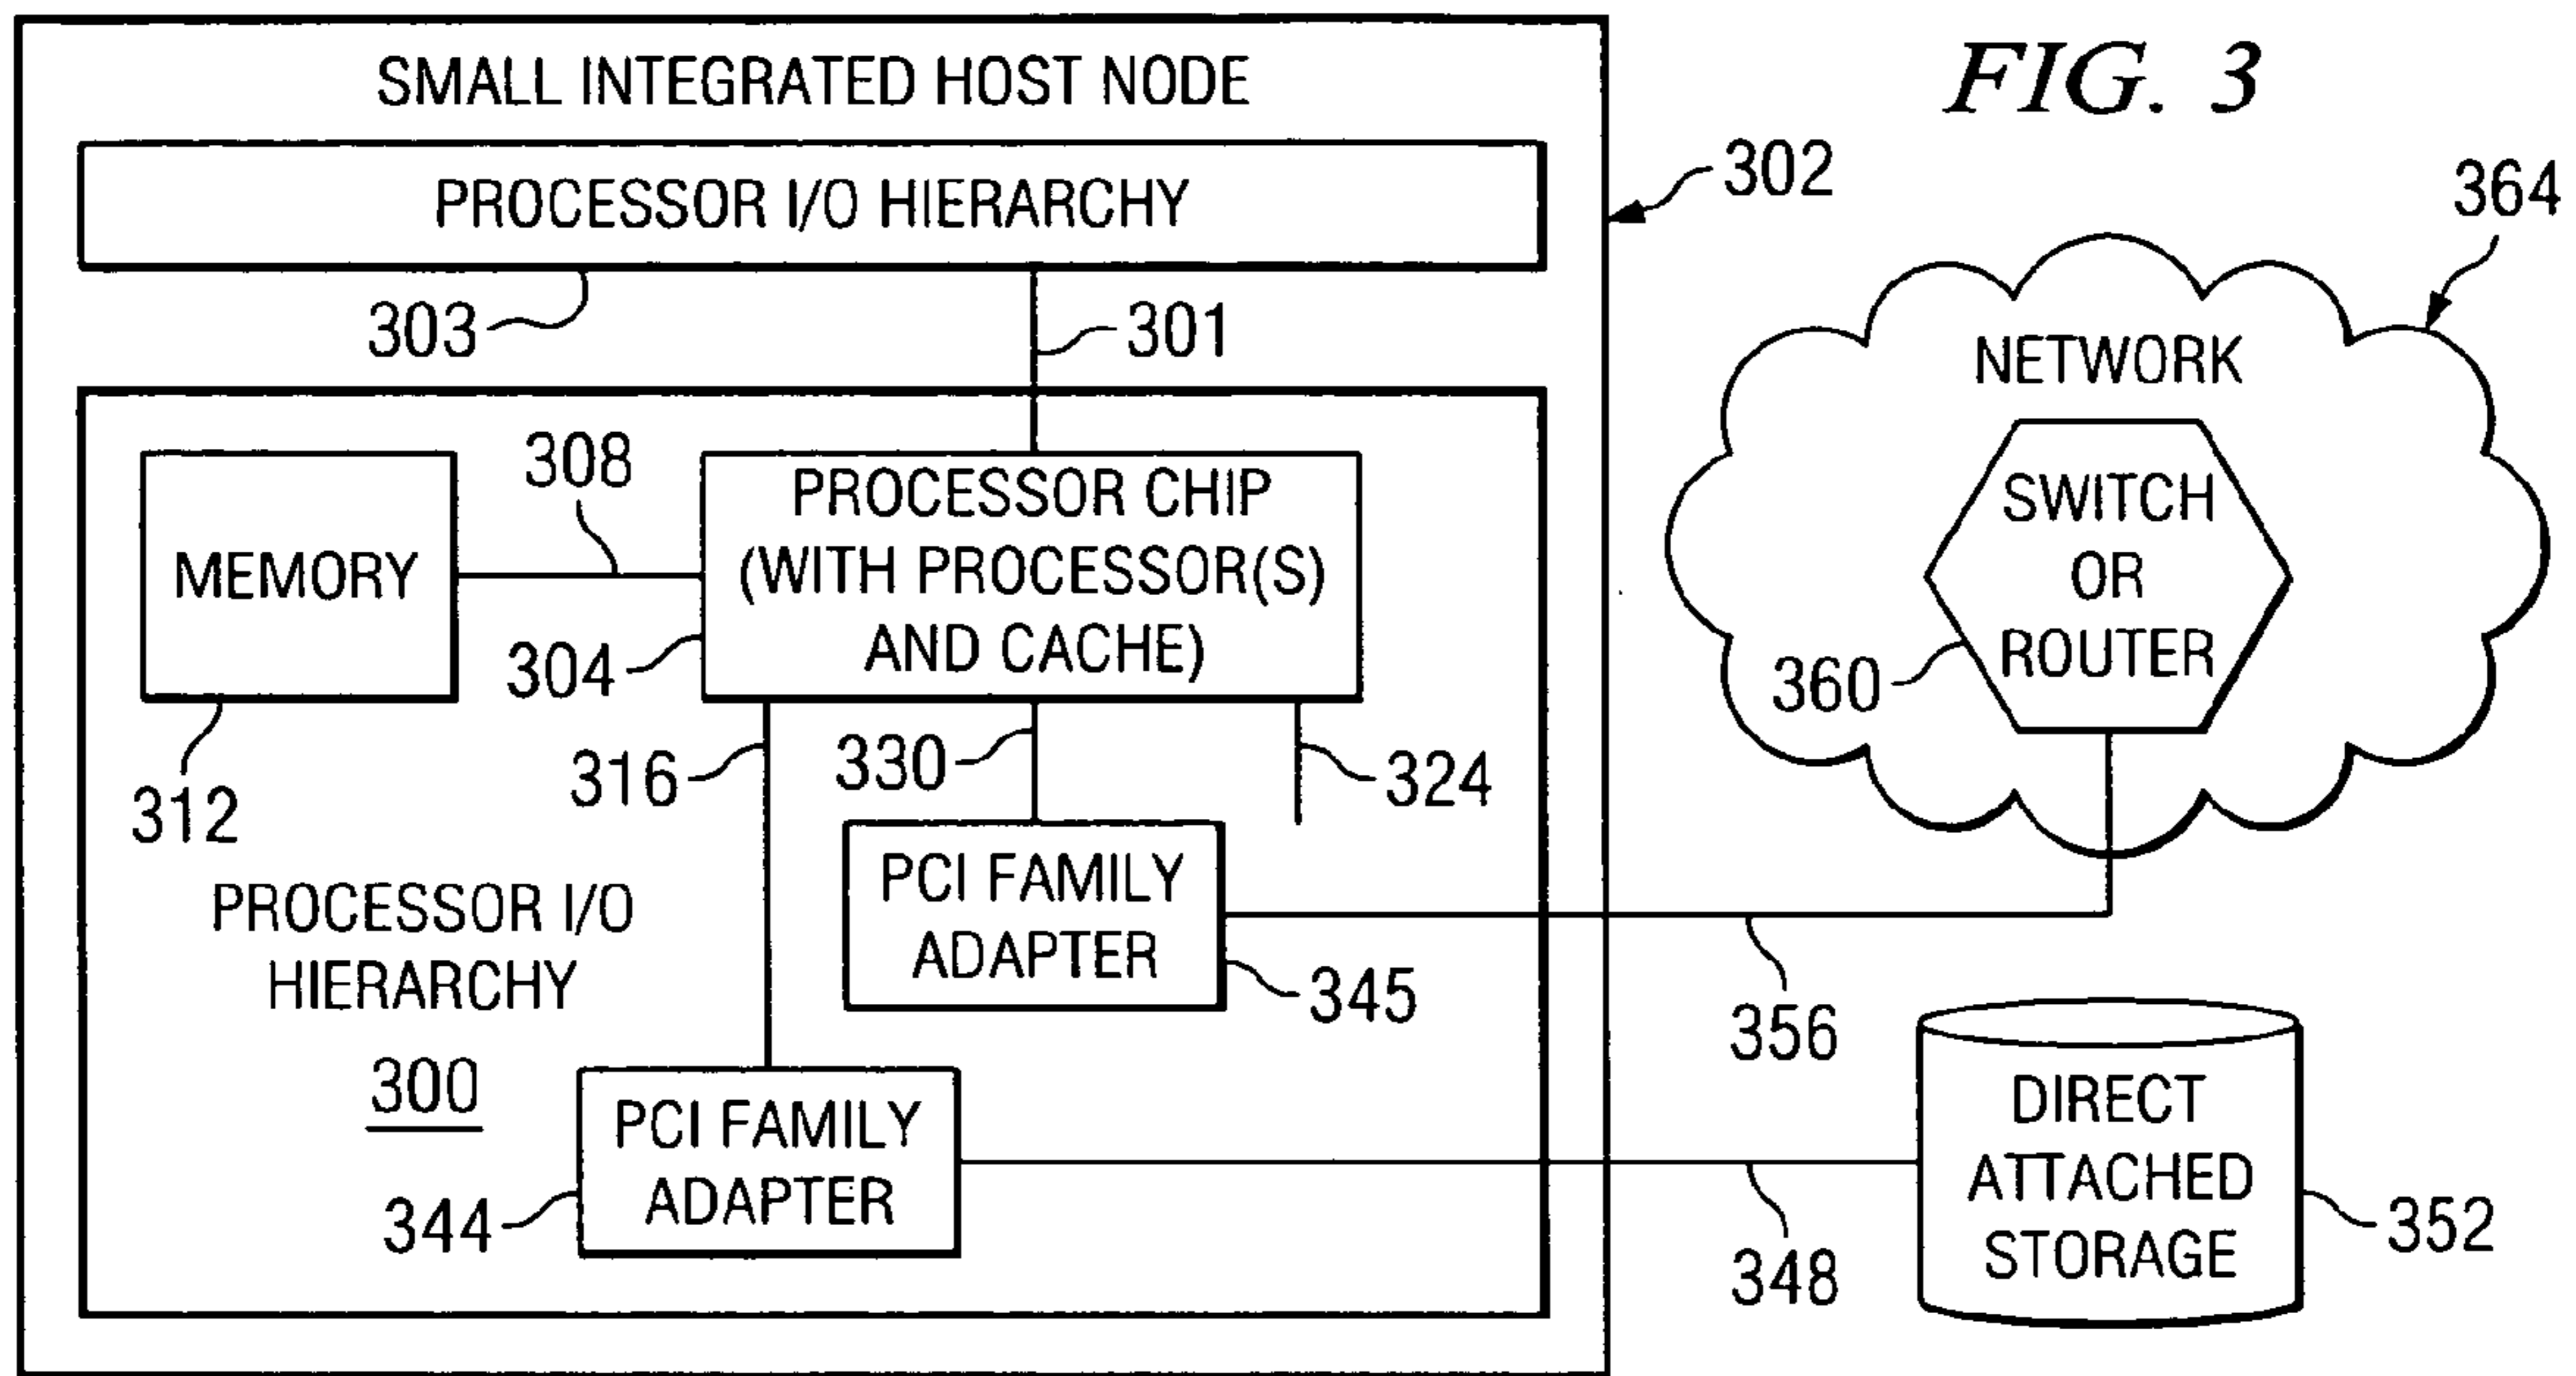 SMALL INTEGRATED HOST NODE
FIG. 3
PROCESSOR I/O HIERARCHY
302
364
303
301
NETWORK
308
MEMORY
PROCESSOR CHIP
(WITH PROCESSOR(S)
AND CACHE)
304
SWITCH
OR
ROUTER
360
312
316
330
324
PROCESSOR I/O
HIERARCHY
300
PCI FAMILY
ADAPTER
345
356
PCI FAMILY
ADAPTER
344
348
DIRECT
ATTACHED
STORAGE
352